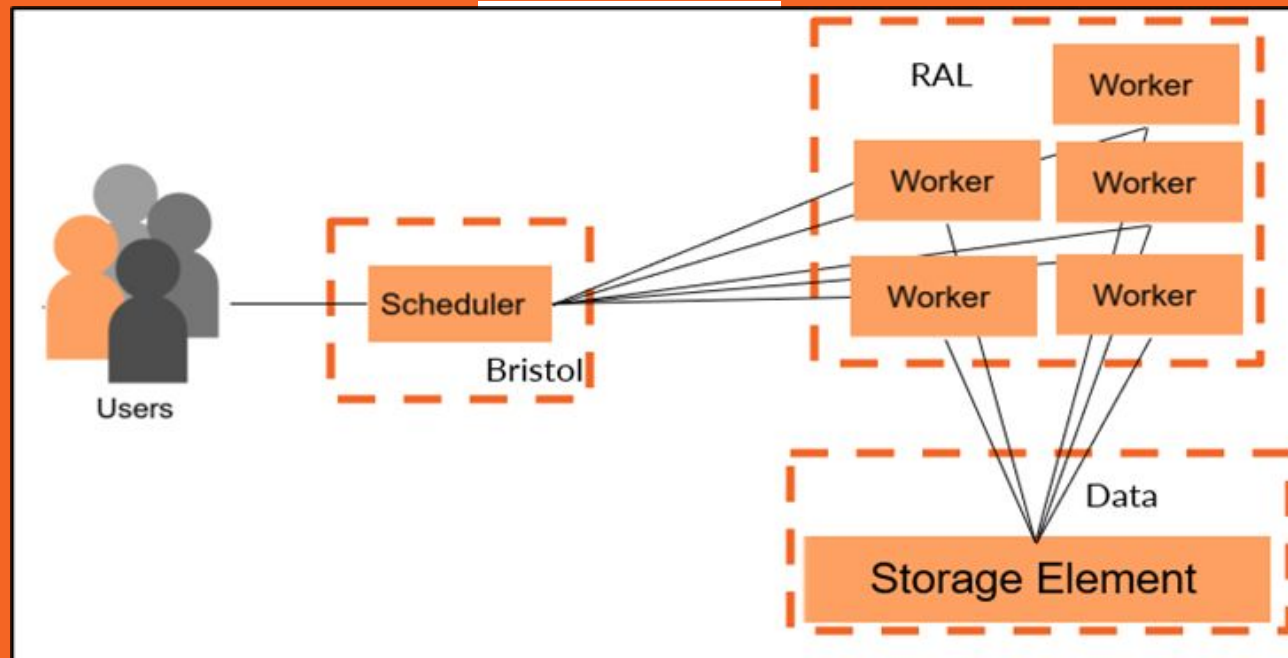 RAL
Worker
Worker
Worker
Worker
Worker
Scheduler
Bristol
Users
Data
Storage Element